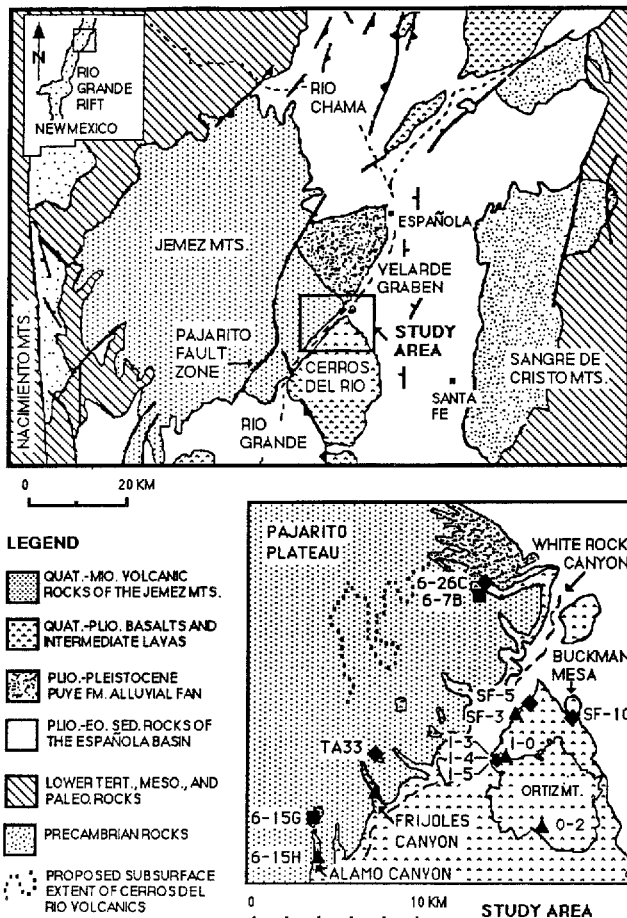 N
RIO
GRANDE
RIFT
NEW MEXICO
RIO
CHAMA
JEMEZ MTS.
ESPAÑOLA
VELARDE
GRABEN
PAJARITO
FAULT
ZONE
STUDY
AREA
CERROS
DEL RIO
SANGRE DE
CRISTO MTS.
SANTA
FE
NACIMIENTO MTS.
RIO
GRANDE
0 20 KM
LEGEND
QUAT.-MIO. VOLCANIC
ROCKS OF THE JEMEZ MTS.
QUAT.-PLIO. BASALTS AND
INTERMEDIATE LAVAS
PLIO.-PLEISTOCENE
PUYE FM. ALLUVIAL FAN
PLIO.-EO. SED. ROCKS OF
THE ESPAÑOLA BASIN
LOWER TERT., MESO., AND
PALEO. ROCKS
PRECAMBRIAN ROCKS
PROPOSED SUBSURFACE
EXTENT OF CERROS DEL
RIO VOLCANICS
PAJARITO
PLATEAU
WHITE ROCK
CANYON
6-26C
6-7B
BUCKMAN
MESA
SF-5
SF-3
SF-10
I-3
I-0
I-4
I-5
TA33
ORTIZ MT.
O-2
6-15G
FRIJOLES
CANYON
6-15H
ALAMO CANYON
0 10 KM
STUDY AREA